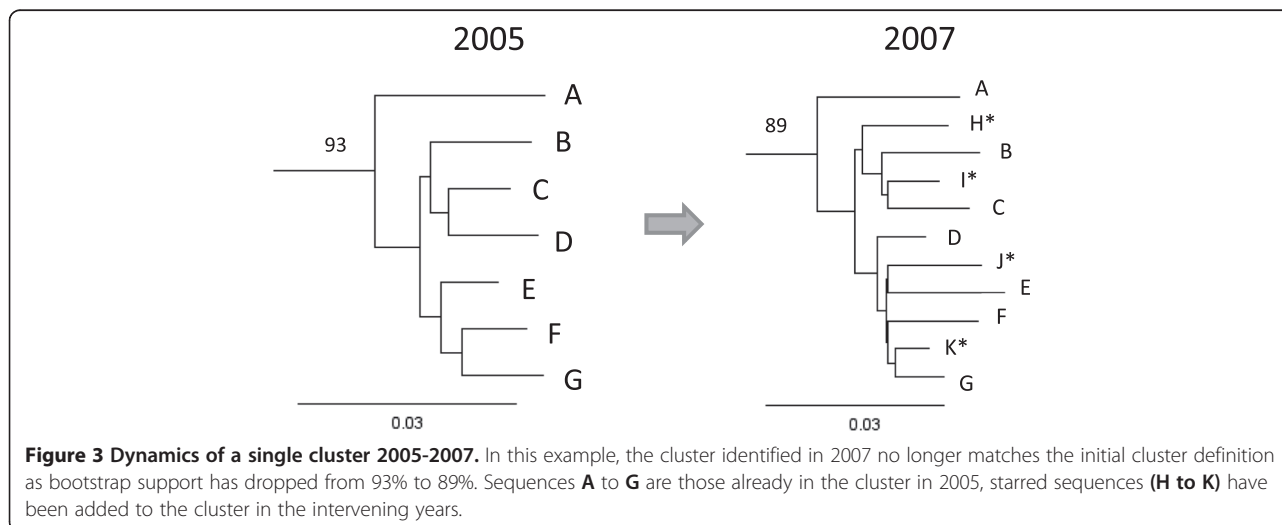 2005
2007
93
A
B
C
D
E
F
G
0.03
89
A
H*
B
I*
C
D
J*
E
F
K*
G
0.03
Figure 3 Dynamics of a single cluster 2005-2007. In this example, the cluster identified in 2007 no longer matches the initial cluster definition
as bootstrap support has dropped from 93% to 89%. Sequences A to G are those already in the cluster in 2005, starred sequences (H to K) have
been added to the cluster in the intervening years.